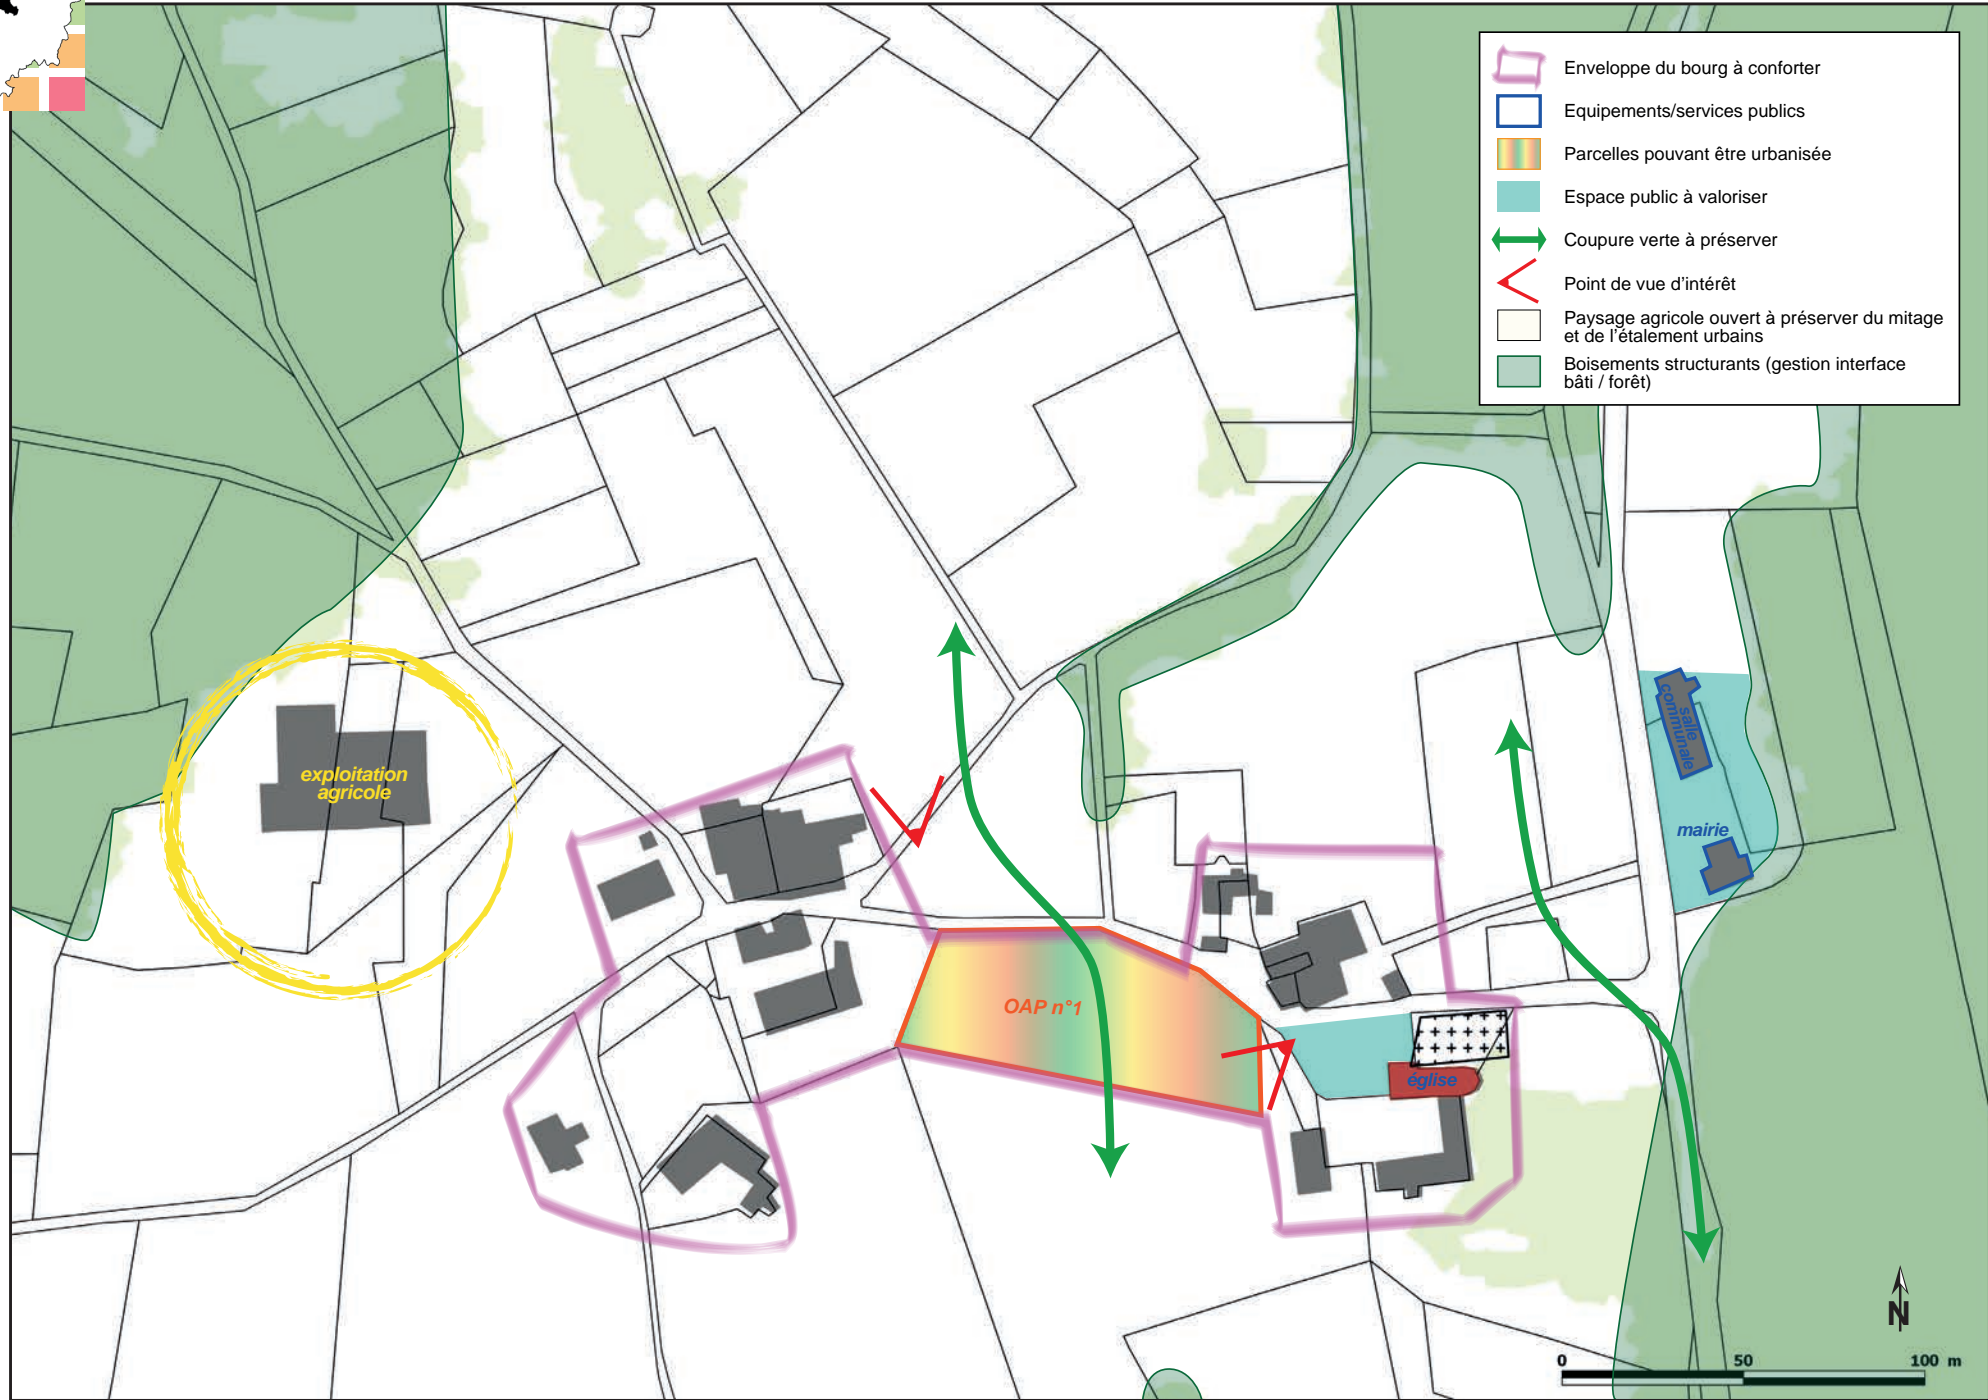 Enveloppe du bourg à conforter
Equipements/services publics
Parcelles pouvant être urbanisée
Espace public à valoriser
Coupure verte à préserver
Point de vue d'intérêt
Paysage agricole ouvert à préserver du mitage
et de l'étalement urbains
Boisements structurants (gestion interface
bâti / forêt)
salle
communale
exploitation
agricole
mairie
OAP n°1
église
N
0 50 100 m